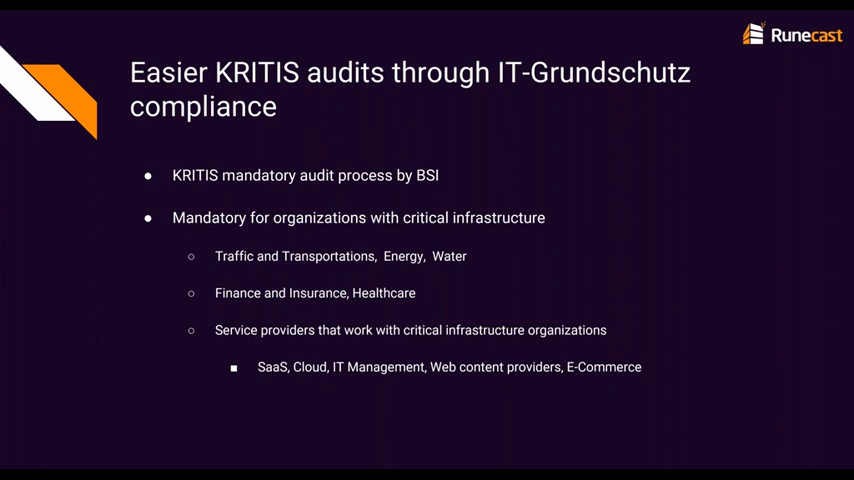 Runecast
Easier KRITIS audits through IT-Grundschutz
compliance
● KRITIS mandatory audit process by BSI
● Mandatory for organizations with critical infrastructure
○ Traffic and Transportations, Energy, Water
○ Finance and Insurance, Healthcare
○ Service providers that work with critical infrastructure organizations
■ SaaS, Cloud, IT Management, Web content providers, E-Commerce